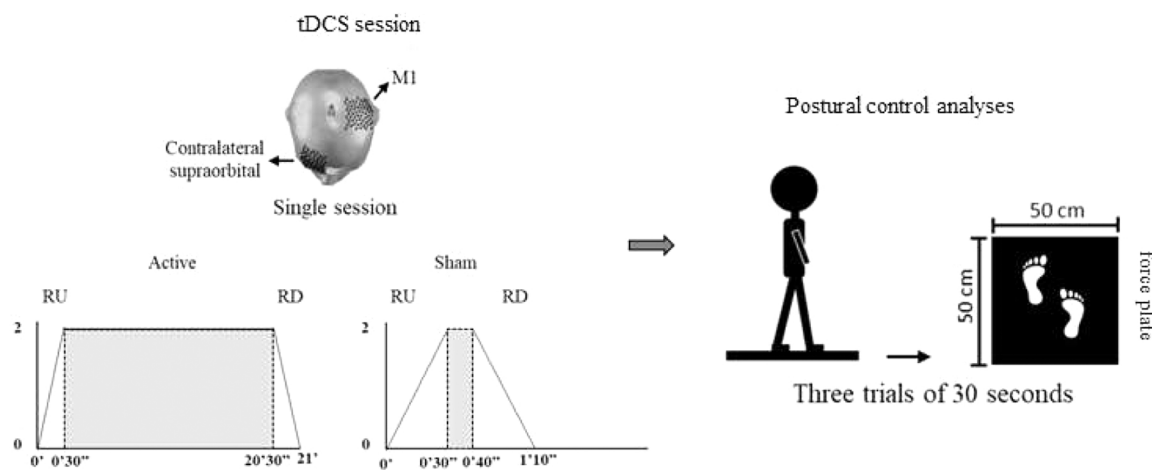 tDCS session
M1
Contralateral
supraorbital
Single session
Active
RU
RD
2
0
0' 0'30" 20'30" 21'
Sham
RU
RD
2
0
0' 0'30" 0'40" 1'10"
Postural control analyses
50 cm
50 cm
force plate
Three trials of 30 seconds